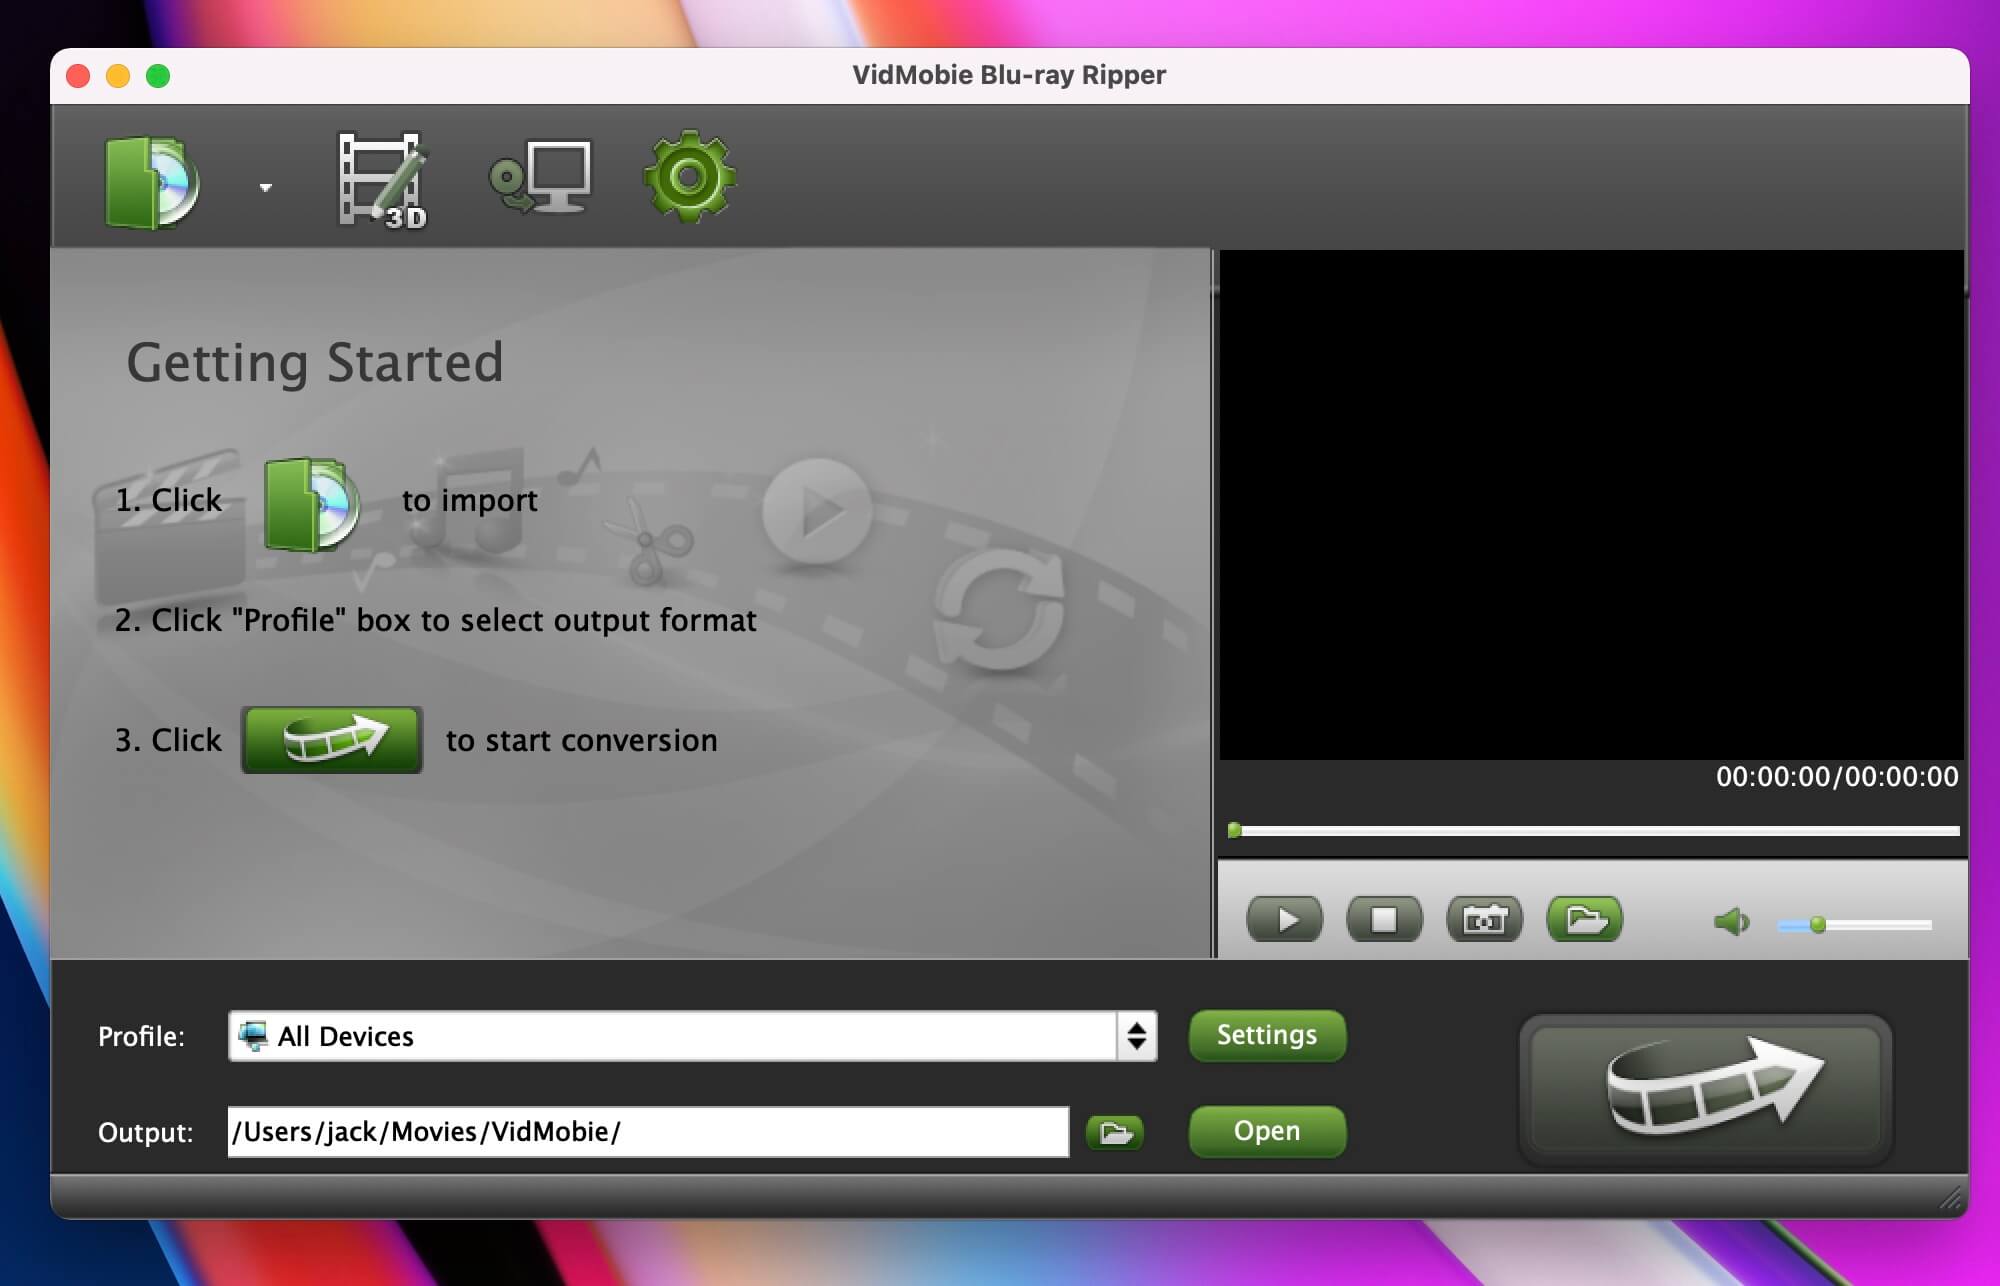 VidMobie Blu-ray Ripper
3D
Getting Started
1. Click to import
2. Click "Profile" box to select output format
3. Click to start conversion
00:00:00/00:00:00
Profile: All Devices Settings
Output: /Users/jack/Movies/VidMobie/ Open